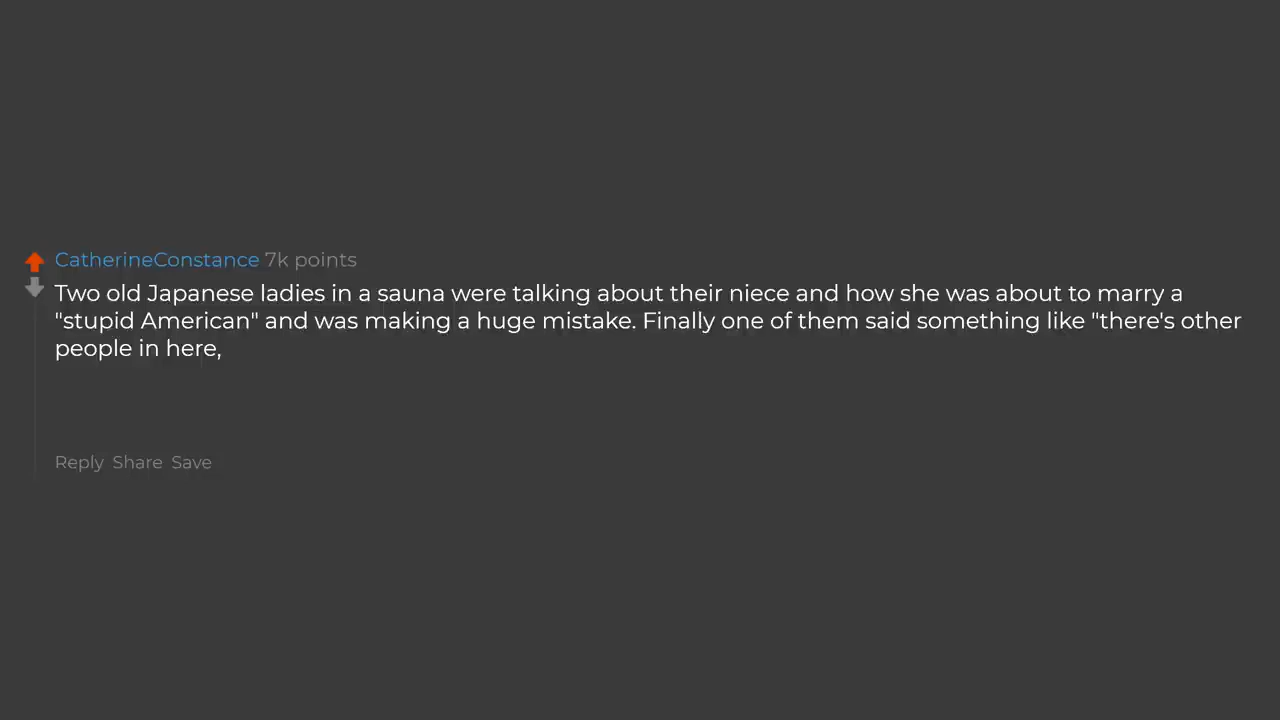 CatherineConstance 7k points
Two old Japanese ladies in a sauna were talking about their niece and how she was about to marry a
"stupid American" and was making a huge mistake. Finally one of them said something like "there's other
people in here,
Reply Share Save